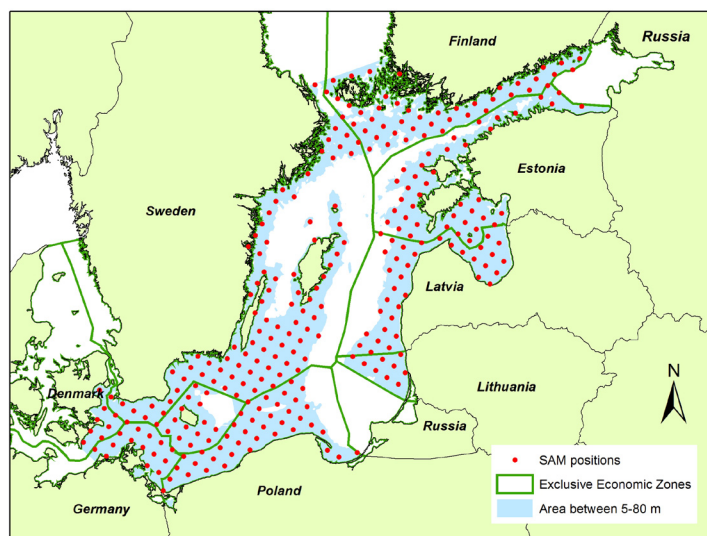 Finland
Russia
Estonia
Sweden
Latvia
Denmark
Lithuania
Russia
N
Poland
Germany
SAM positions
Exclusive Economic Zones
Area between 5-80 m